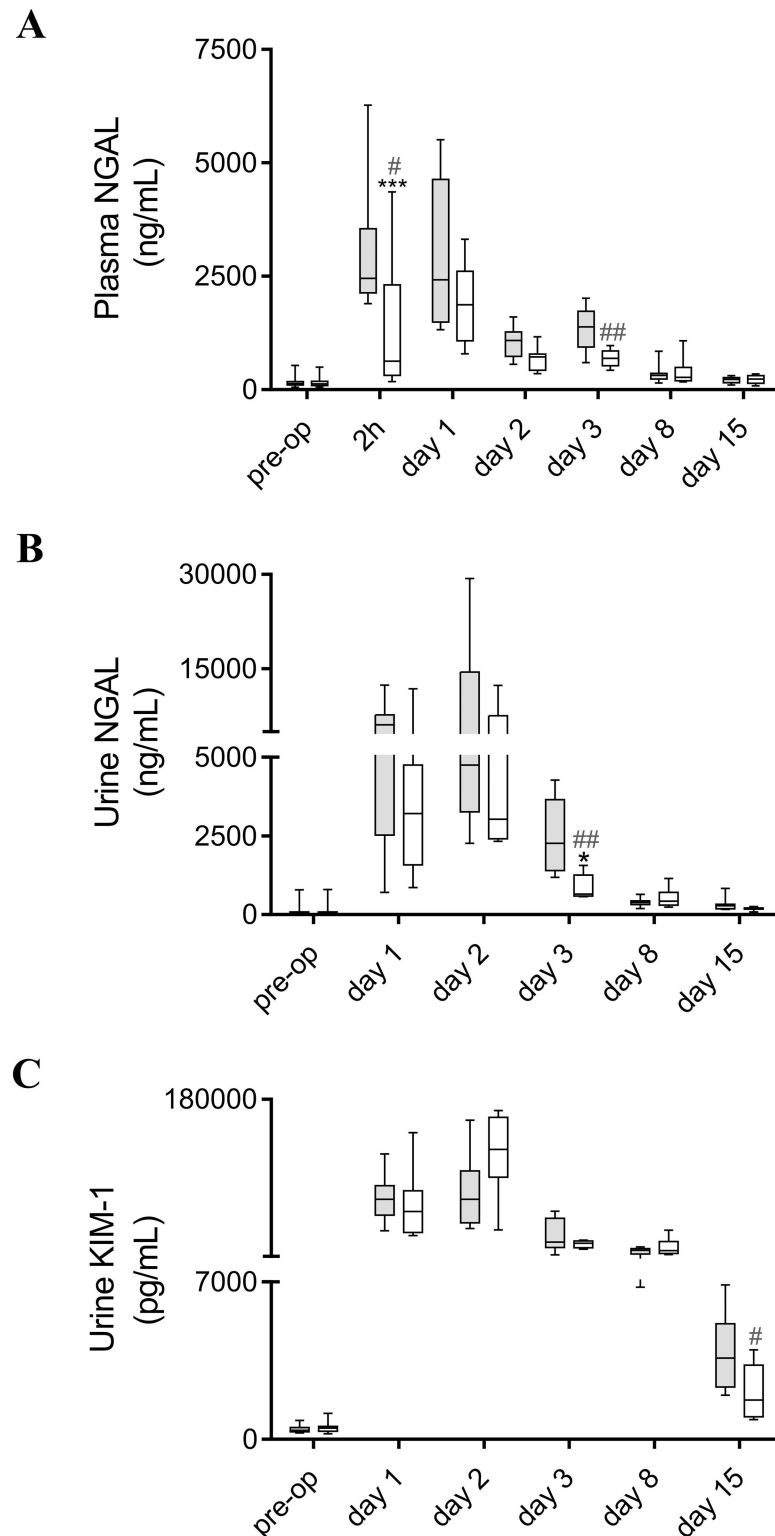 A
Plasma NGAL
(ng/mL)
7500
5000
2500
0
#
***
##
pre-op
2h
day 1
day 2
day 3
day 8
day 15
B
Urine NGAL
(ng/mL)
30000
15000
5000
2500
0
##
*
pre-op
day 1
day 2
day 3
day 8
day 15
C
Urine KIM-1
(pg/mL)
180000
7000
0
#
pre-op
day 1
day 2
day 3
day 8
day 15